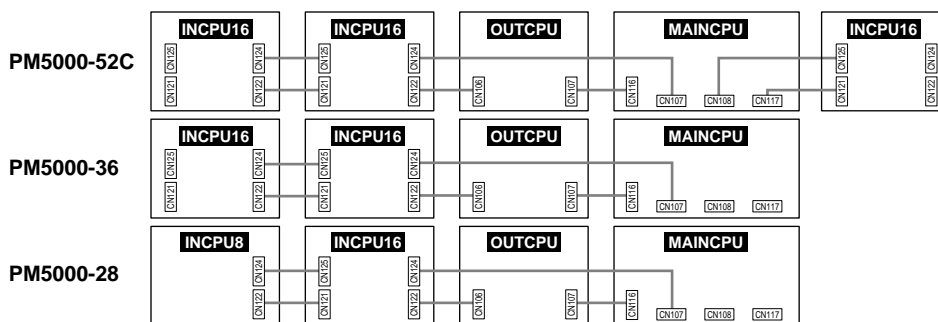 INCPU16 INCPU16 OUTCPU MAINCPU INCPU16
CN125 CN124 CN125 CN124 CN125 CN124
PM5000-52C
CN121 CN122 CN121 CN122 CN106 CN107 CN116 CN107 CN108 CN117 CN121 CN122
INCPU16 INCPU16 OUTCPU MAINCPU
CN125 CN124 CN125 CN124
PM5000-36
CN121 CN122 CN121 CN122 CN106 CN107 CN116 CN107 CN108 CN117
INCPU8 INCPU16 OUTCPU MAINCPU
CN124 CN125 CN124
PM5000-28
CN122 CN121 CN122 CN106 CN107 CN116 CN107 CN108 CN117